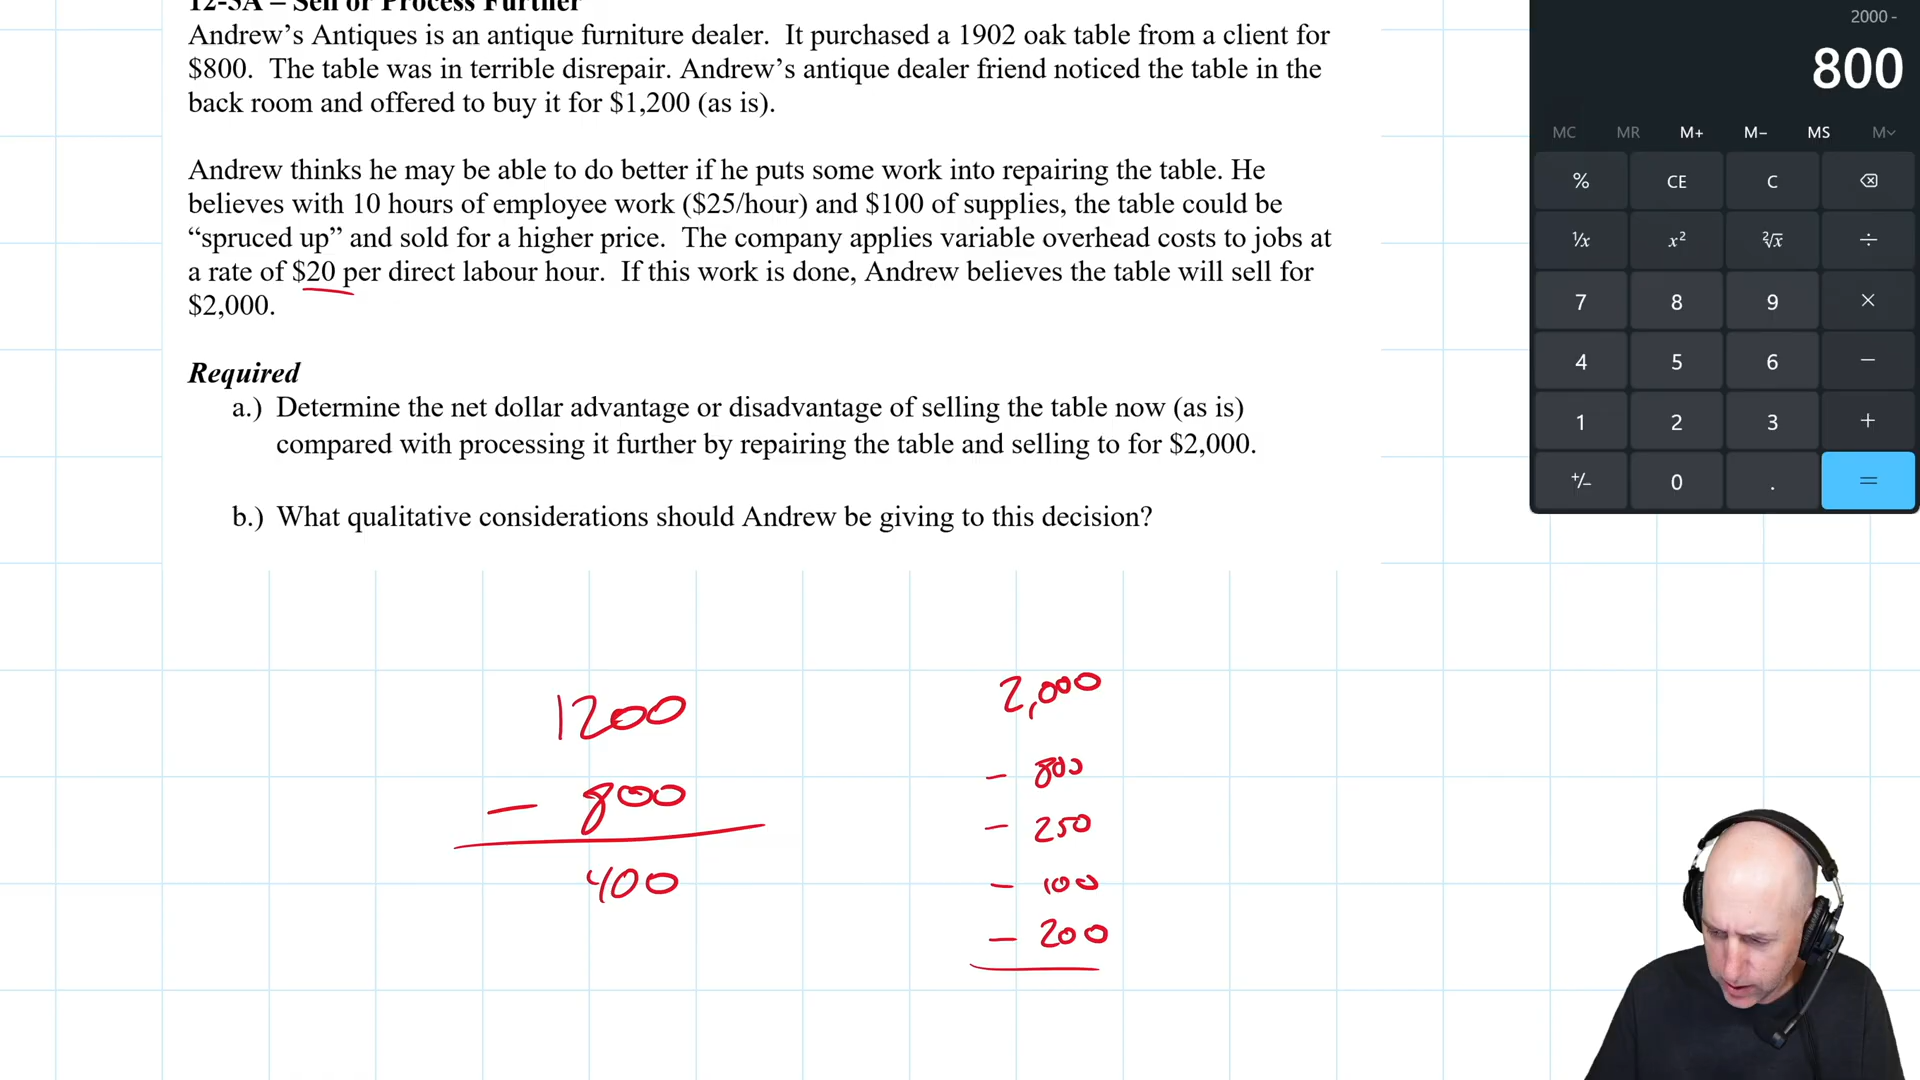 12-5A – Sell or Process Further
Andrew’s Antiques is an antique furniture dealer. It purchased a 1902 oak table from a client for
$800. The table was in terrible disrepair. Andrew’s antique dealer friend noticed the table in the
back room and offered to buy it for $1,200 (as is).
Andrew thinks he may be able to do better if he puts some work into repairing the table. He
believes with 10 hours of employee work ($25/hour) and $100 of supplies, the table could be
“spruced up” and sold for a higher price. The company applies variable overhead costs to jobs at
a rate of $20 per direct labour hour. If this work is done, Andrew believes the table will sell for
$2,000.
Required
a.) Determine the net dollar advantage or disadvantage of selling the table now (as is)
compared with processing it further by repairing the table and selling to for $2,000.
b.) What qualitative considerations should Andrew be giving to this decision?
1200
– 800
400
2,000
– 800
– 250
– 100
– 200
2000 -
800
MC MR M+ M− MS M˅
% CE C ⌫
¹/x x² ²√x ÷
7 8 9 ×
4 5 6 −
1 2 3 +
+/− 0 . =